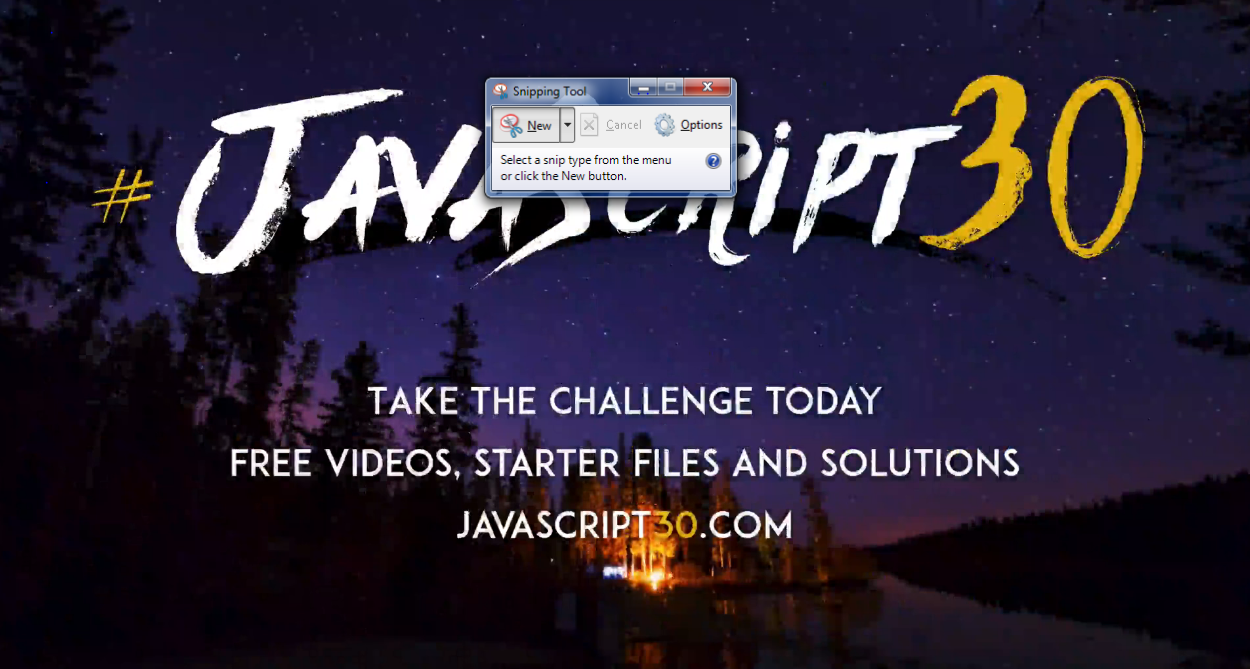 Snipping Tool
New Cancel Options
Select a snip type from the menu
or click the New button.
#JAVASCRIPT30
TAKE THE CHALLENGE TODAY
FREE VIDEOS, STARTER FILES AND SOLUTIONS
JAVASCRIPT30.COM